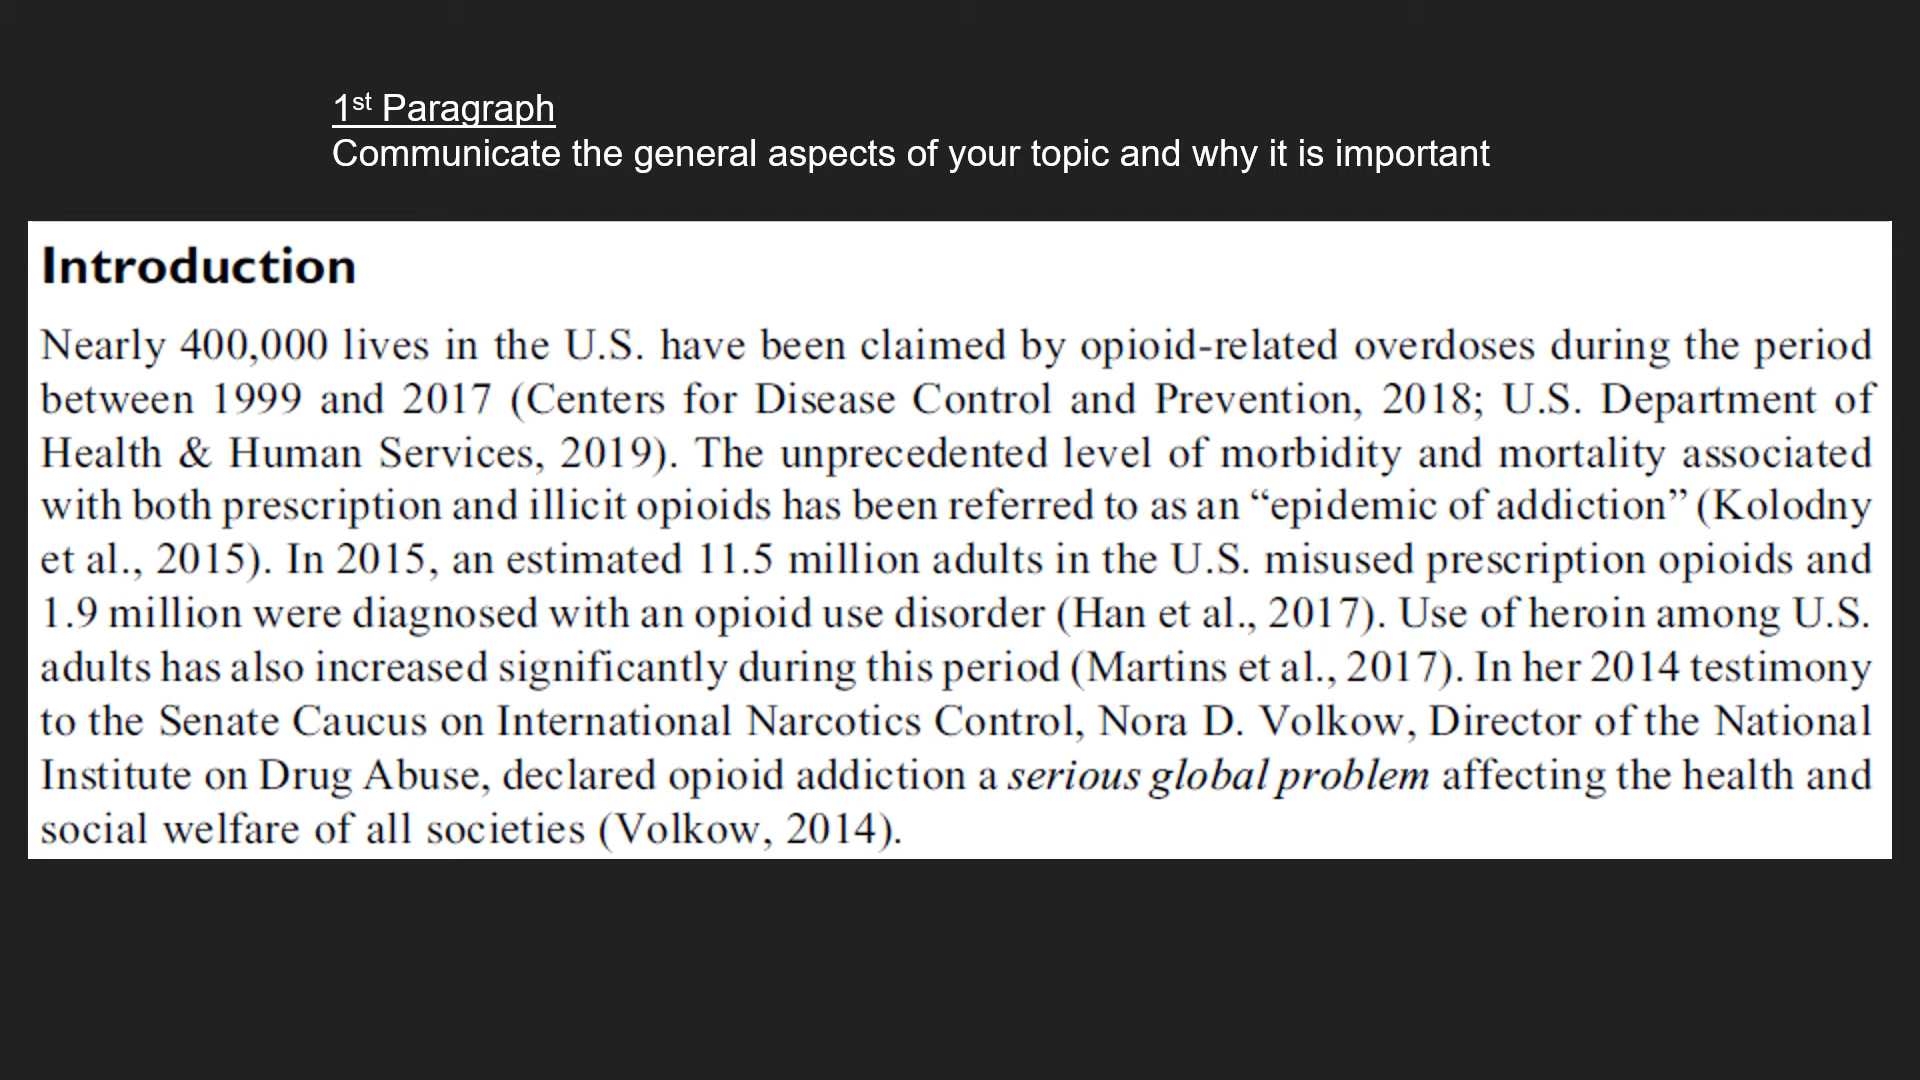 1st Paragraph
Communicate the general aspects of your topic and why it is important
Introduction
Nearly 400,000 lives in the U.S. have been claimed by opioid-related overdoses during the period
between 1999 and 2017 (Centers for Disease Control and Prevention, 2018; U.S. Department of
Health & Human Services, 2019). The unprecedented level of morbidity and mortality associated
with both prescription and illicit opioids has been referred to as an “epidemic of addiction” (Kolodny
et al., 2015). In 2015, an estimated 11.5 million adults in the U.S. misused prescription opioids and
1.9 million were diagnosed with an opioid use disorder (Han et al., 2017). Use of heroin among U.S.
adults has also increased significantly during this period (Martins et al., 2017). In her 2014 testimony
to the Senate Caucus on International Narcotics Control, Nora D. Volkow, Director of the National
Institute on Drug Abuse, declared opioid addiction a serious global problem affecting the health and
social welfare of all societies (Volkow, 2014).